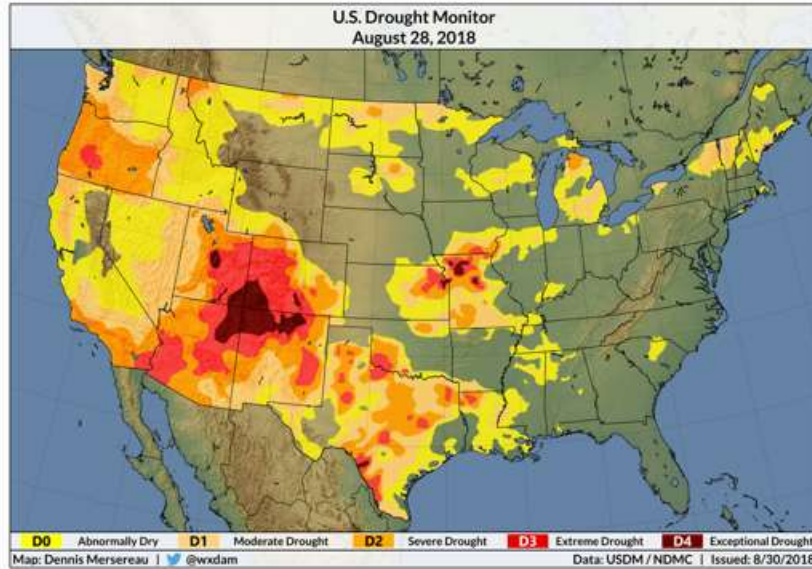 U.S. Drought Monitor
August 28, 2018
D0 Abnormally Dry D1 Moderate Drought D2 Severe Drought D3 Extreme Drought D4 Exceptional Drought
Map: Dennis Mersereau | @wxdam Data: USDM / NDMC | Issued: 8/30/2018